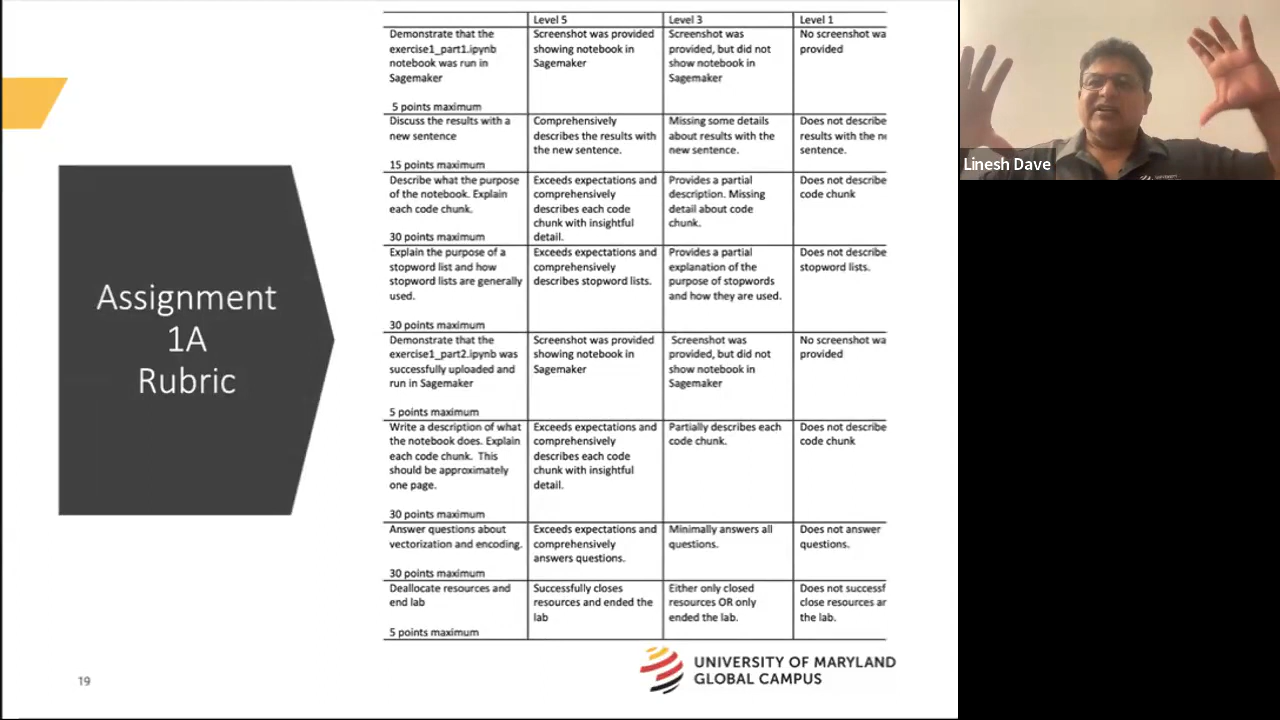 Assignment
1A
Rubric
Level 5
Level 3
Level 1
Demonstrate that the
exercise1_part1.ipynb
notebook was run in
Sagemaker
5 points maximum
Screenshot was provided
showing notebook in
Sagemaker
Screenshot was
provided, but did not
show notebook in
Sagemaker
No screenshot wa
provided
Discuss the results with a
new sentence
15 points maximum
Comprehensively
describes the results with
the new sentence.
Missing some details
about results with the
new sentence.
Does not describe
results with the ne
sentence.
Describe what the purpose
of the notebook. Explain
each code chunk.
30 points maximum
Exceeds expectations and
comprehensively
describes each code
chunk with insightful
detail.
Provides a partial
description. Missing
detail about code
chunk.
Does not describe
code chunk
Explain the purpose of a
stopword list and how
stopword lists are generally
used.
30 points maximum
Exceeds expectations and
comprehensively
describes stopword lists.
Provides a partial
explanation of the
purpose of stopwords
and how they are used.
Does not describe
stopword lists.
Demonstrate that the
exercise1_part2.ipynb was
successfully uploaded and
run in Sagemaker
5 points maximum
Screenshot was provided
showing notebook in
Sagemaker
Screenshot was
provided, but did not
show notebook in
Sagemaker
No screenshot wa
provided
Write a description of what
the notebook does. Explain
each code chunk. This
should be approximately
one page.
30 points maximum
Exceeds expectations and
comprehensively
describes each code
chunk with insightful
detail.
Partially describes each
code chunk.
Does not describe
code chunk
Answer questions about
vectorization and encoding.
30 points maximum
Exceeds expectations and
comprehensively
answers questions.
Minimally answers all
questions.
Does not answer
questions.
Deallocate resources and
end lab
5 points maximum
Successfully closes
resources and ended the
lab
Either only closed
resources OR only
ended the lab.
Does not successf
close resources ar
the lab.
19
UNIVERSITY OF MARYLAND
GLOBAL CAMPUS
Linesh Dave